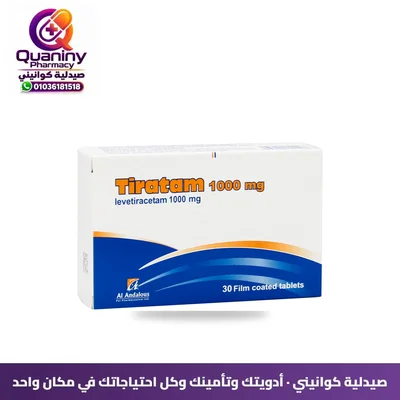 Quaniny
Pharmacy
صيدلية كوانيني
01036181518
Tiratam 1000 mg
levetiracetam 1000 mg
Al Andalous
30 Film coated tablets
صيدلية كوانيني - أدويتك وتأمينك وكل احتياجاتك في مكان واحد